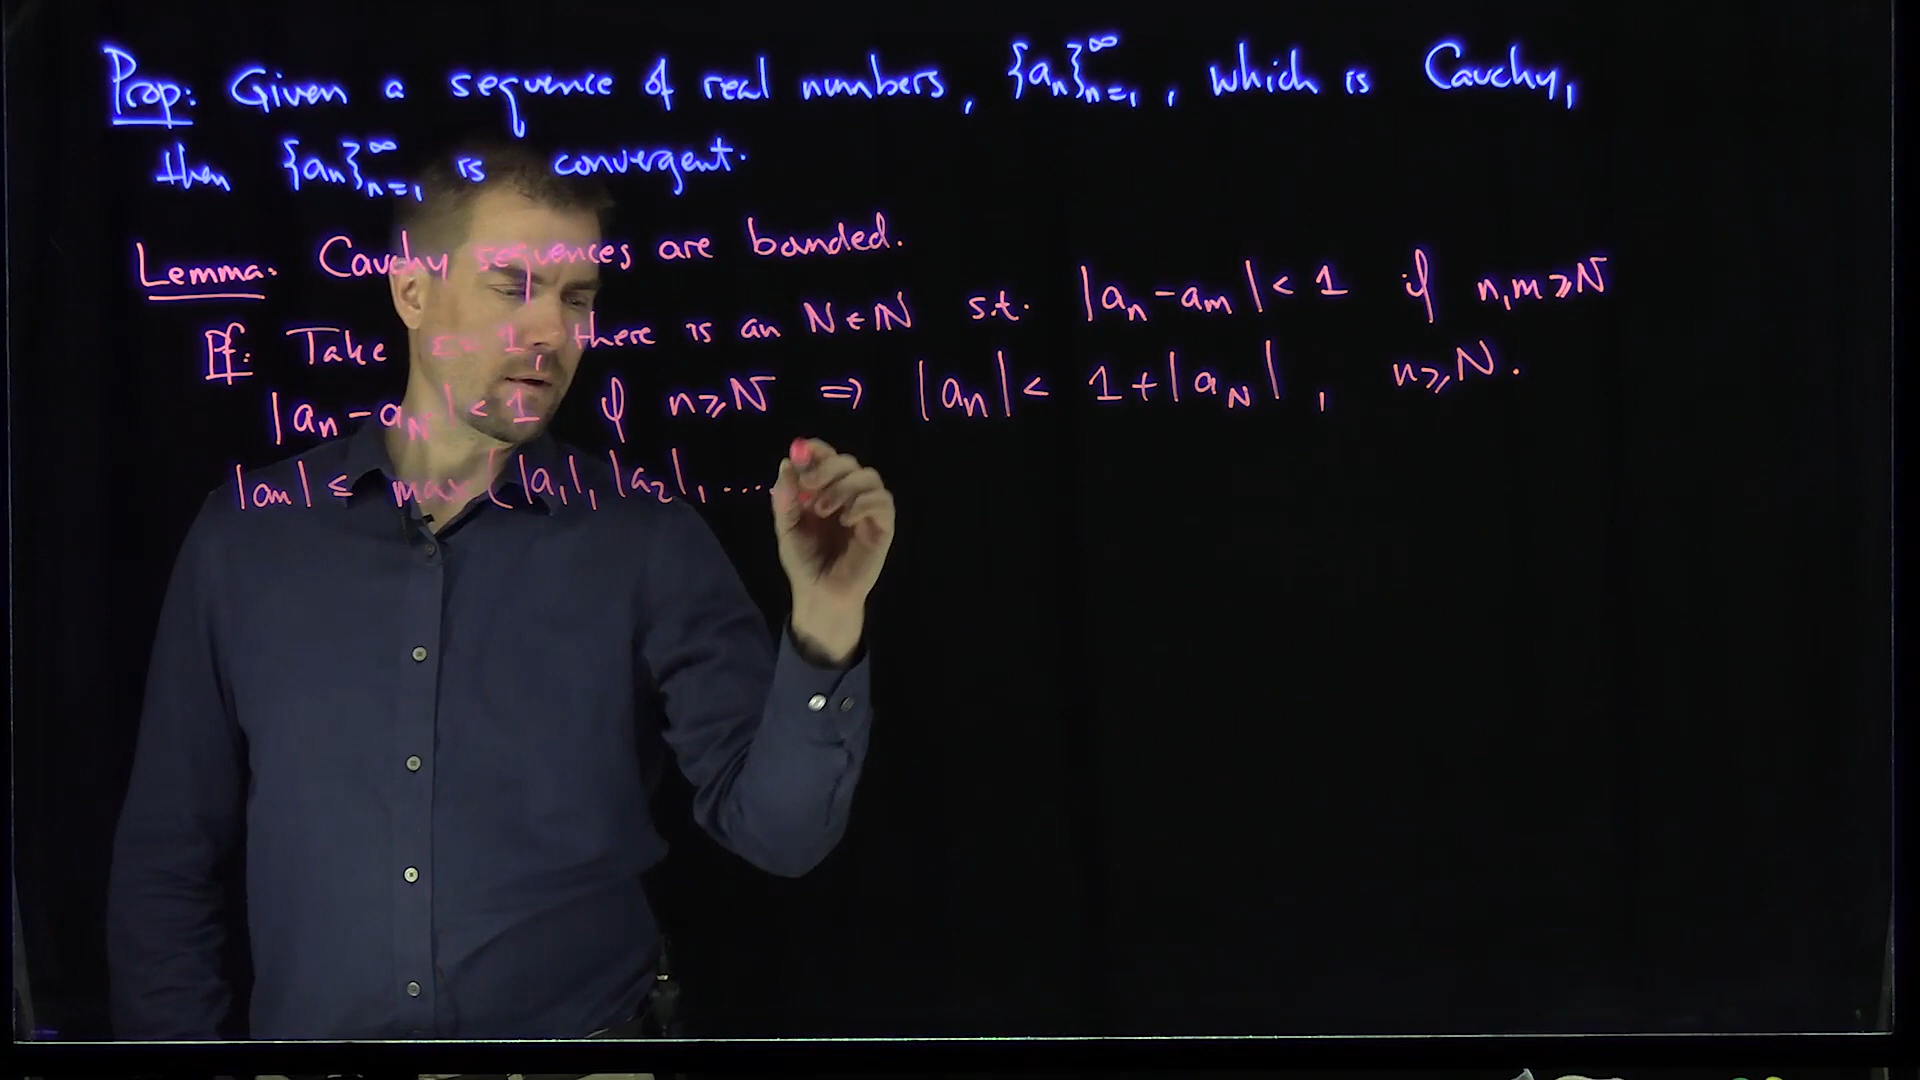 Prop: Given a sequence of real numbers, {aₙ}ₙ₌₁^∞, which is Cauchy,
then {aₙ}ₙ₌₁^∞ is convergent.
Lemma: Cauchy sequences are bounded.
Pf: Take ε=1, there is an N∈ℕ s.t. |aₙ-aₘ|<1 if n,m≥N
|aₙ-a_N|<1 if n≥N ⇒ |aₙ|<1+|a_N|, n≥N.
|aₙ|≤ max(|a₁|,|a₂|,....,